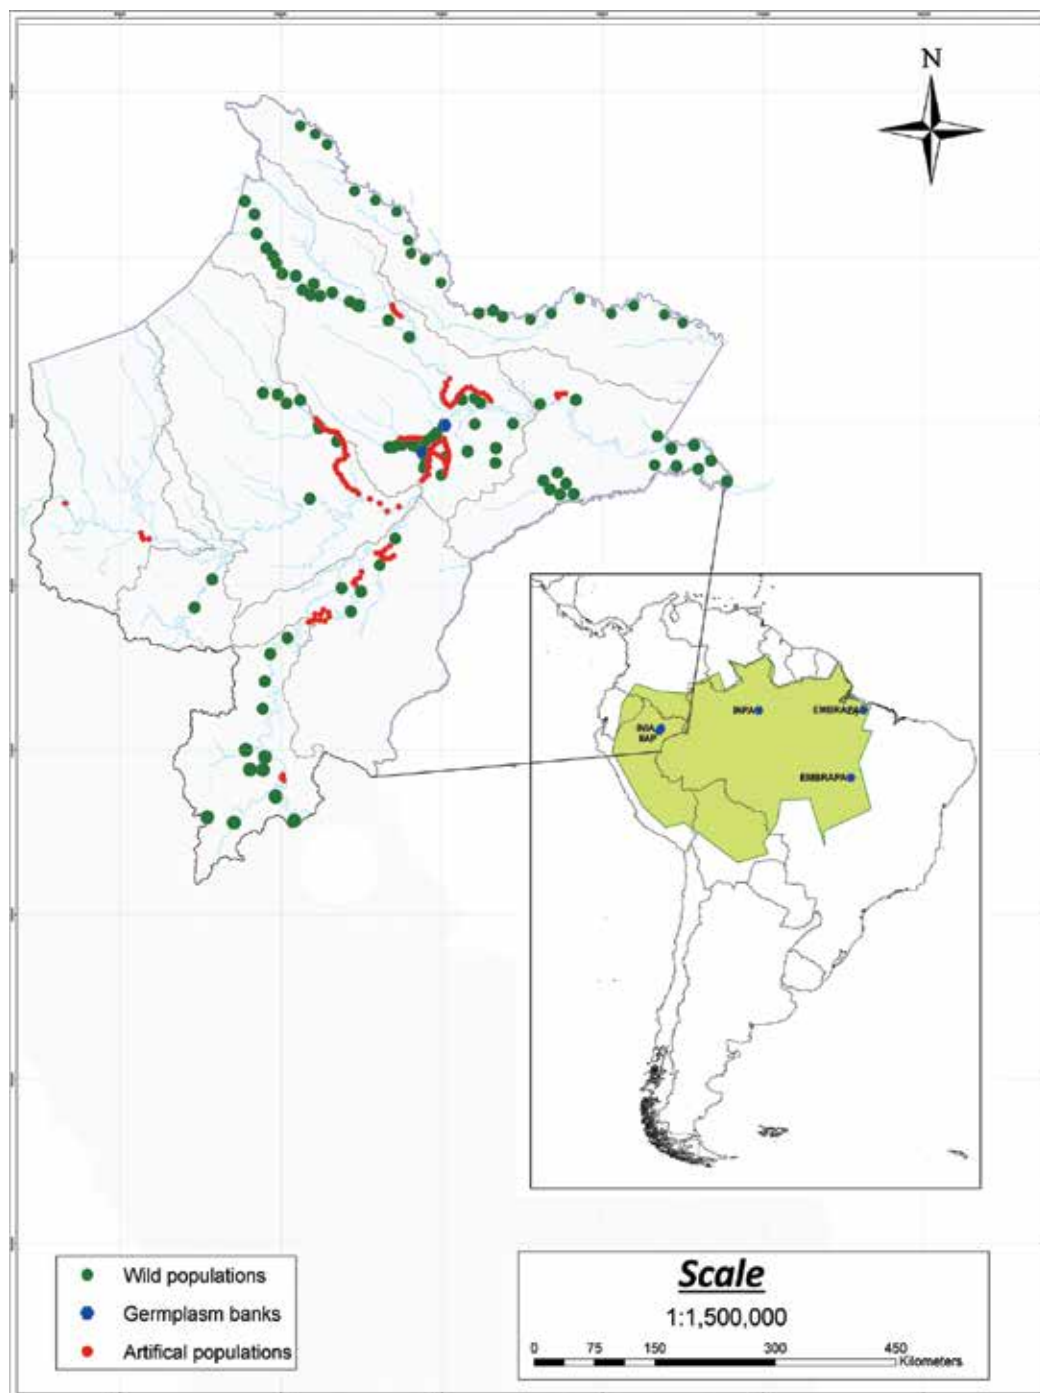 N
INPA
EMBRAPA
INIA
EMBRAPA
Wild populations
Germplasm banks
Artifical populations
Scale
1:1,500,000
0 75 150 300 450
Kilometers